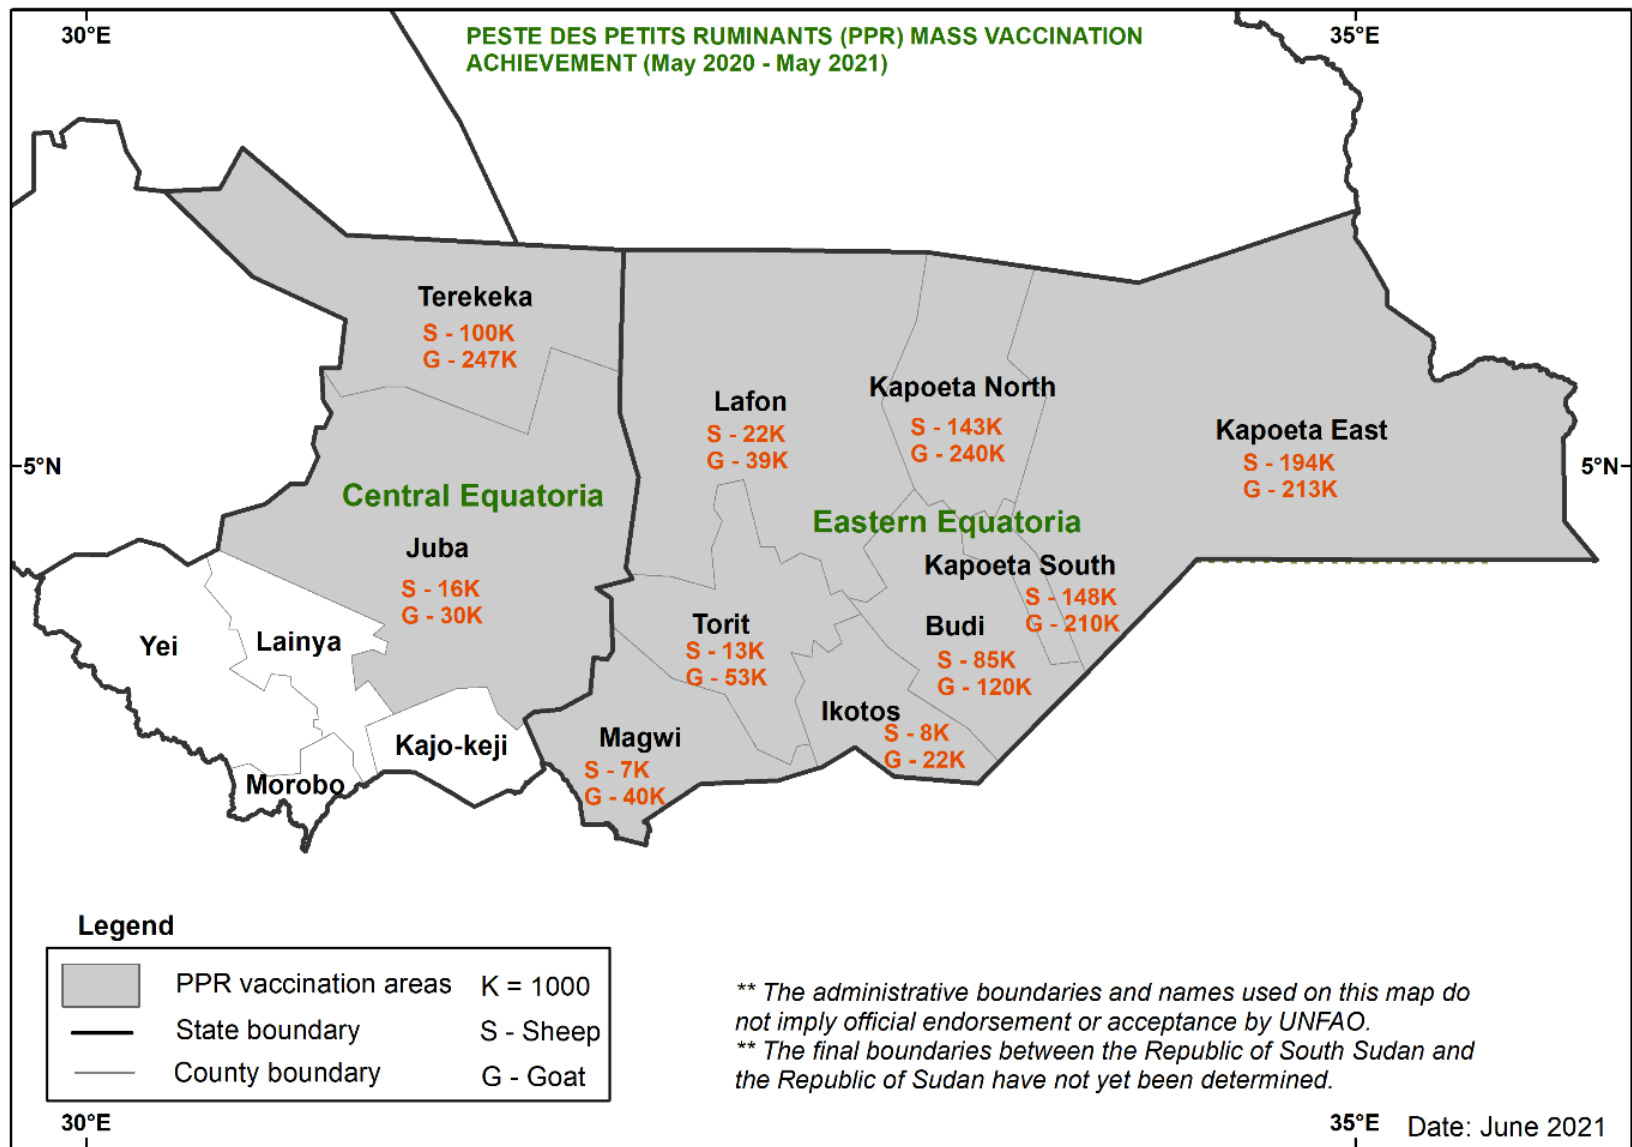 30°E
PESTE DES PETITS RUMINANTS (PPR) MASS VACCINATION
ACHIEVEMENT (May 2020 - May 2021)
35°E
Terekeka
S - 100K
G - 247K
Lafon
S - 22K
G - 39K
Kapoeta North
S - 143K
G - 240K
Kapoeta East
S - 194K
G - 213K
5°N
5°N
Central Equatoria
Eastern Equatoria
Juba
S - 16K
G - 30K
Kapoeta South
S - 148K
G - 210K
Yei
Lainya
Torit
S - 13K
G - 53K
Budi
S - 85K
G - 120K
Ikotos
S - 8K
G - 22K
Magwi
S - 7K
G - 40K
Kajo-keji
Morobo
Legend
PPR vaccination areas
K = 1000
State boundary
S - Sheep
County boundary
G - Goat
** The administrative boundaries and names used on this map do
not imply official endorsement or acceptance by UNFAO.
** The final boundaries between the Republic of South Sudan and
the Republic of Sudan have not yet been determined.
30°E
35°E
Date: June 2021